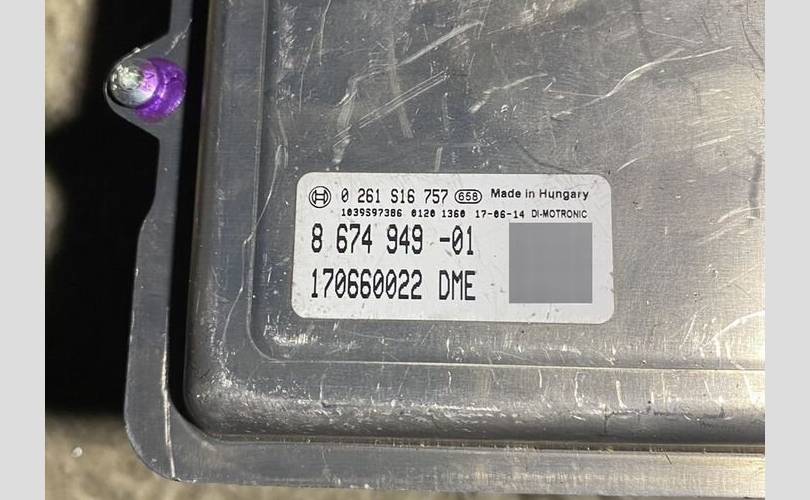 0 261 S16 757 658 Made in Hungary
1039S97386 0120 1360 17-06-14 DI-MOTRONIC
8 674 949 -01
170660022 DME